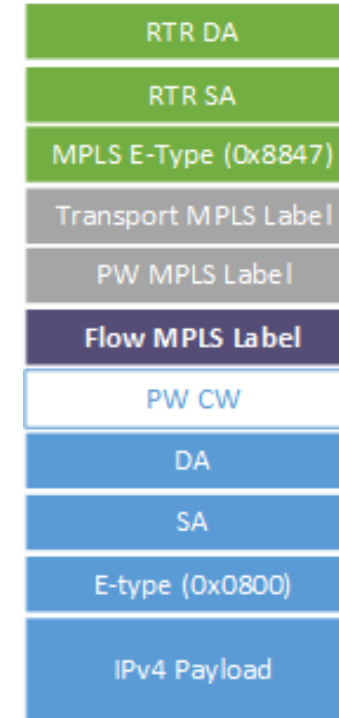 RTR DA
RTR SA
MPLS E-Type (0x8847)
Transport MPLS Label
PW MPLS Label
Flow MPLS Label
PW CW
DA
SA
E-type (0x0800)
IPv4 Payload